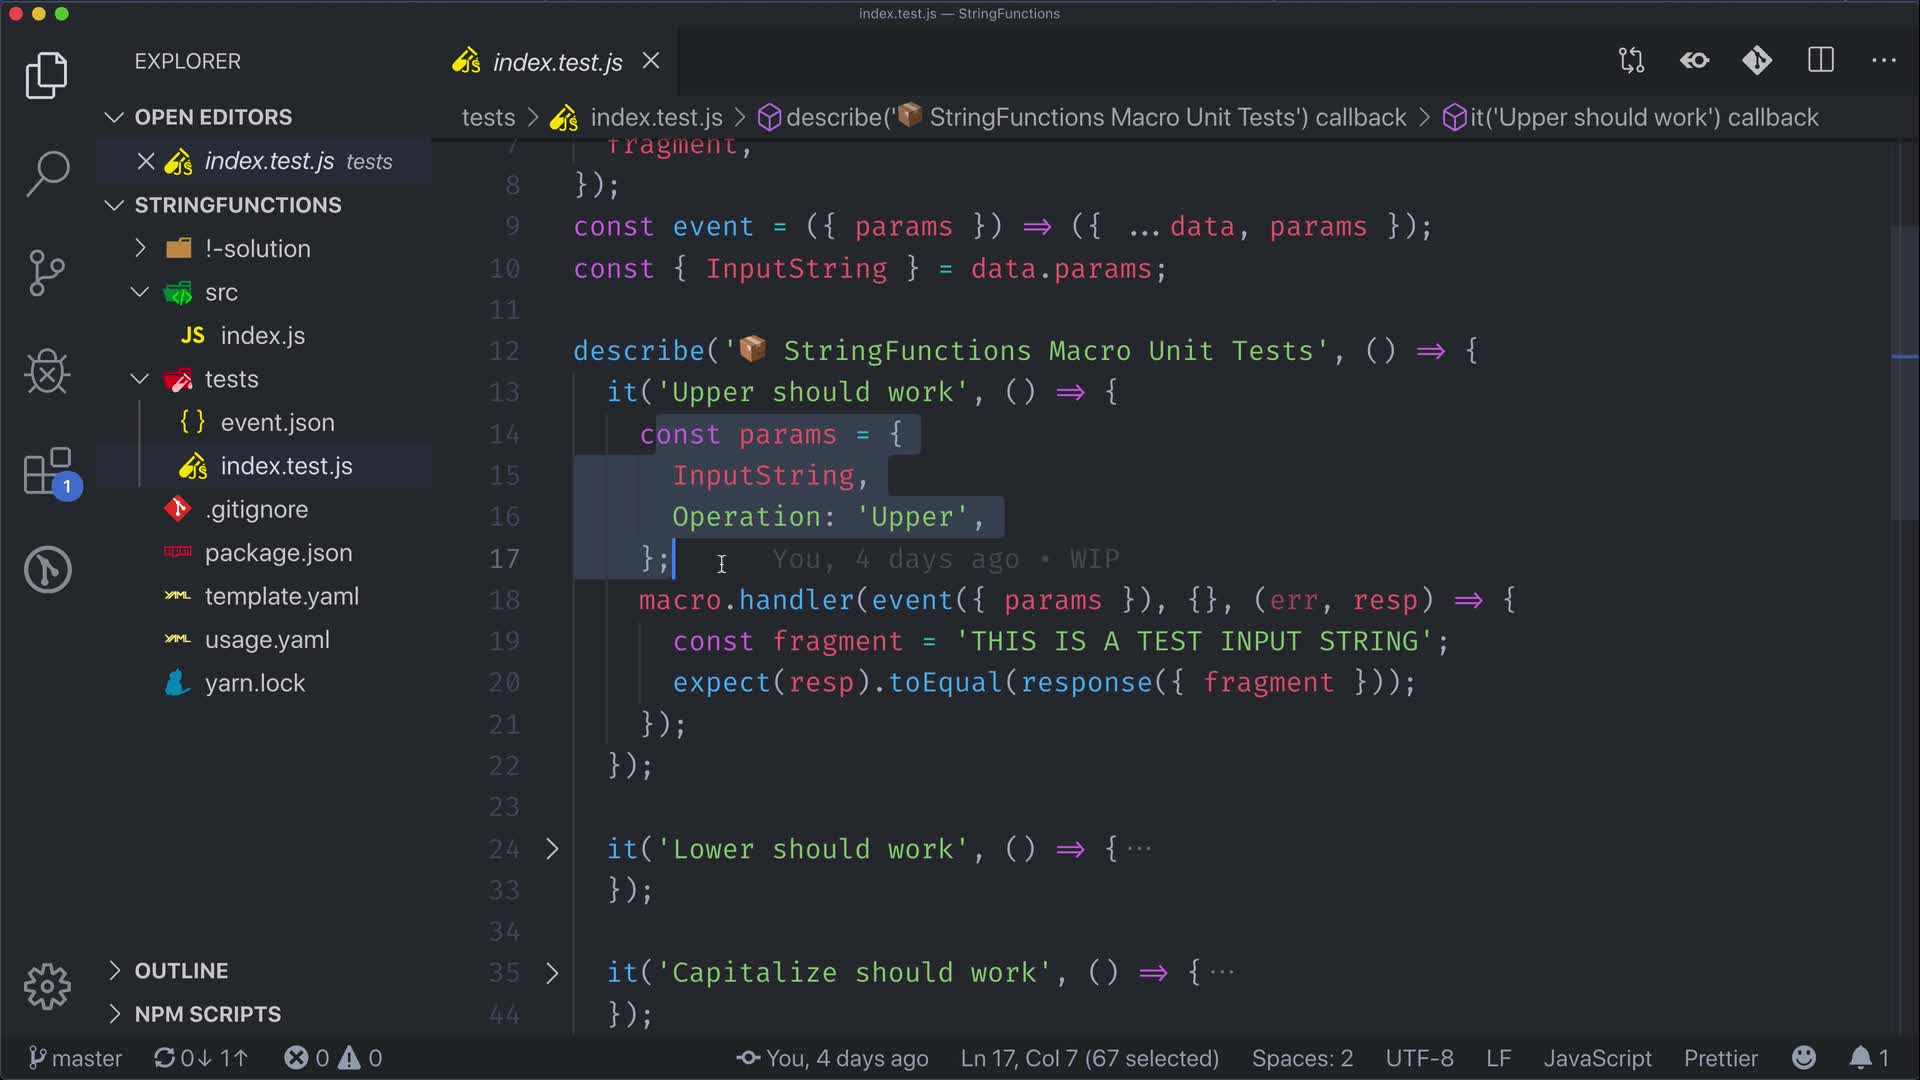 index.test.js — StringFunctions
EXPLORER
index.test.js
OPEN EDITORS
index.test.js tests
STRINGFUNCTIONS
!-solution
src
JS index.js
tests
{} event.json
index.test.js
.gitignore
package.json
YAML template.yaml
YAML usage.yaml
yarn.lock
OUTLINE
NPM SCRIPTS
1
tests > index.test.js > describe('📦 StringFunctions Macro Unit Tests') callback > it('Upper should work') callback
7 fragment,
8 });
9 const event = ({ params }) => ({ ...data, params });
10 const { InputString } = data.params;
11
12 describe('📦 StringFunctions Macro Unit Tests', () => {
13 it('Upper should work', () => {
14 const params = {
15 InputString,
16 Operation: 'Upper',
17 }; You, 4 days ago • WIP
18 macro.handler(event({ params }), {}, (err, resp) => {
19 const fragment = 'THIS IS A TEST INPUT STRING';
20 expect(resp).toEqual(response({ fragment }));
21 });
22 });
23
24 it('Lower should work', () => {···
33 });
34
35 it('Capitalize should work', () => {···
44 });
master 0↓ 1↑ 0 0 You, 4 days ago Ln 17, Col 7 (67 selected) Spaces: 2 UTF-8 LF JavaScript Prettier 1